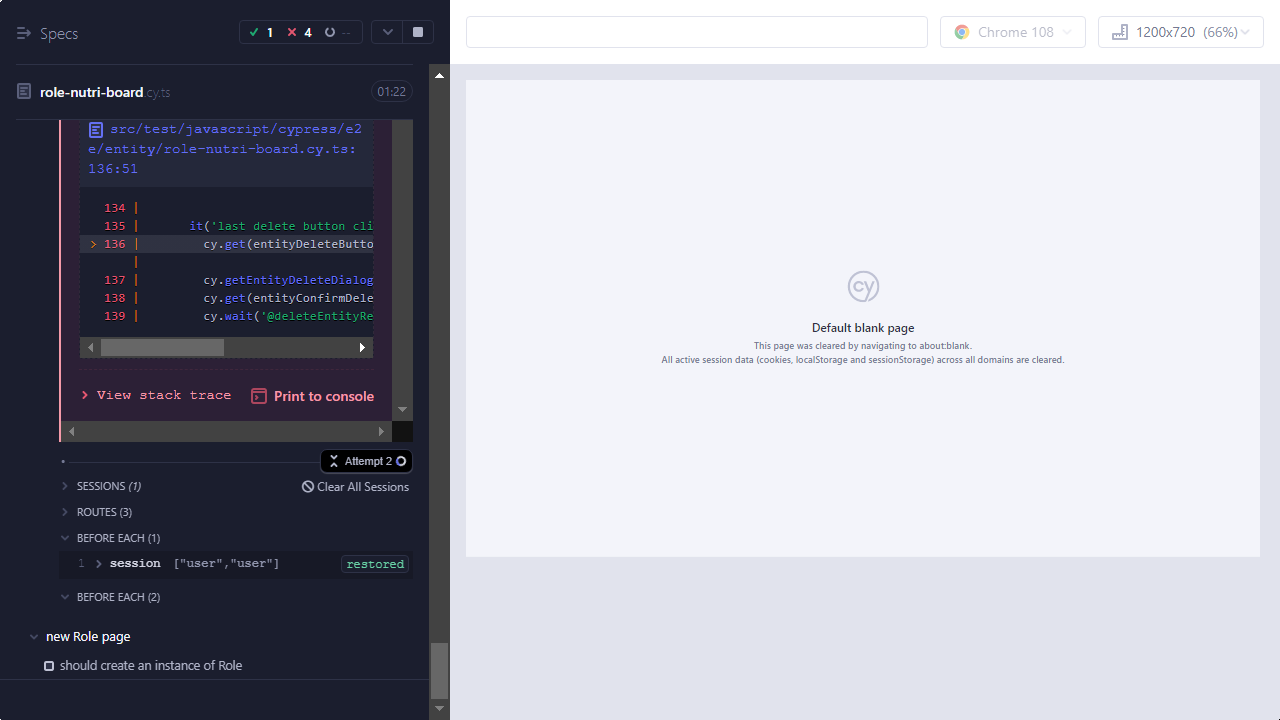 Specs
1
4
--
Chrome 108
1200x720 (66%)
role-nutri-board.cy.ts
01:22
src/test/javascript/cypress/e2
e/entity/role-nutri-board.cy.ts:
136:51
134 |
135 | it('last delete button cli
> 136 | cy.get(entityDeleteButto
|
137 | cy.getEntityDeleteDialog
138 | cy.get(entityConfirmDele
139 | cy.wait('@deleteEntityRe
> View stack trace
Print to console
Attempt 2
SESSIONS (1)
Clear All Sessions
ROUTES (3)
BEFORE EACH (1)
1 > session ["user","user"]
restored
BEFORE EACH (2)
new Role page
should create an instance of Role
cy
Default blank page
This page was cleared by navigating to about:blank.
All active session data (cookies, localStorage and sessionStorage) across all domains are cleared.